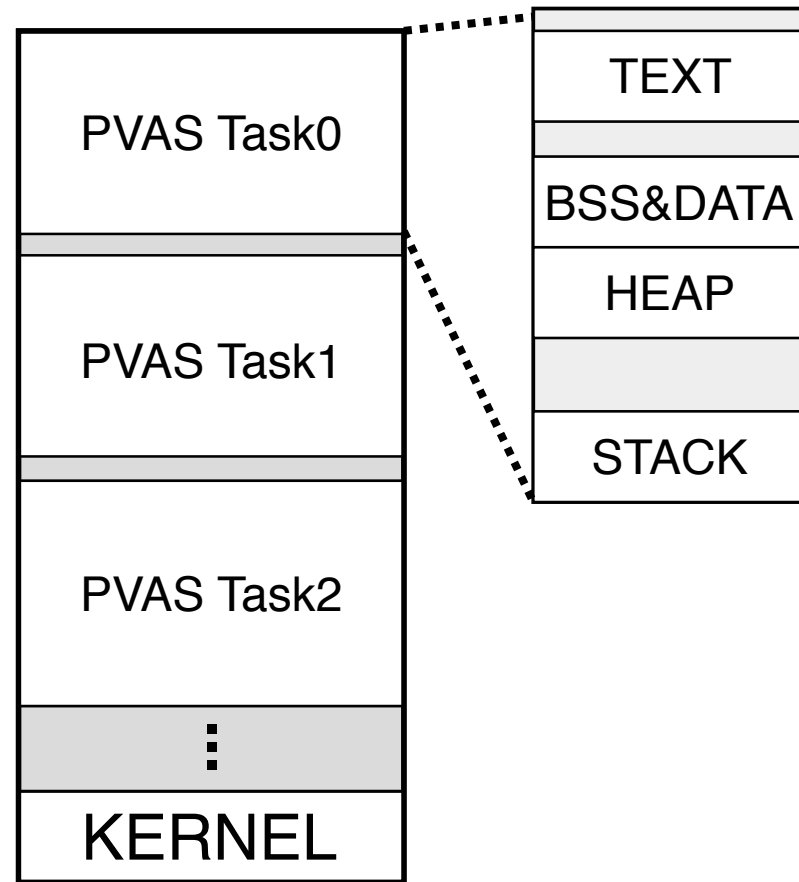 PVAS Task0
PVAS Task1
PVAS Task2
⋮
KERNEL
TEXT
BSS&DATA
HEAP
STACK